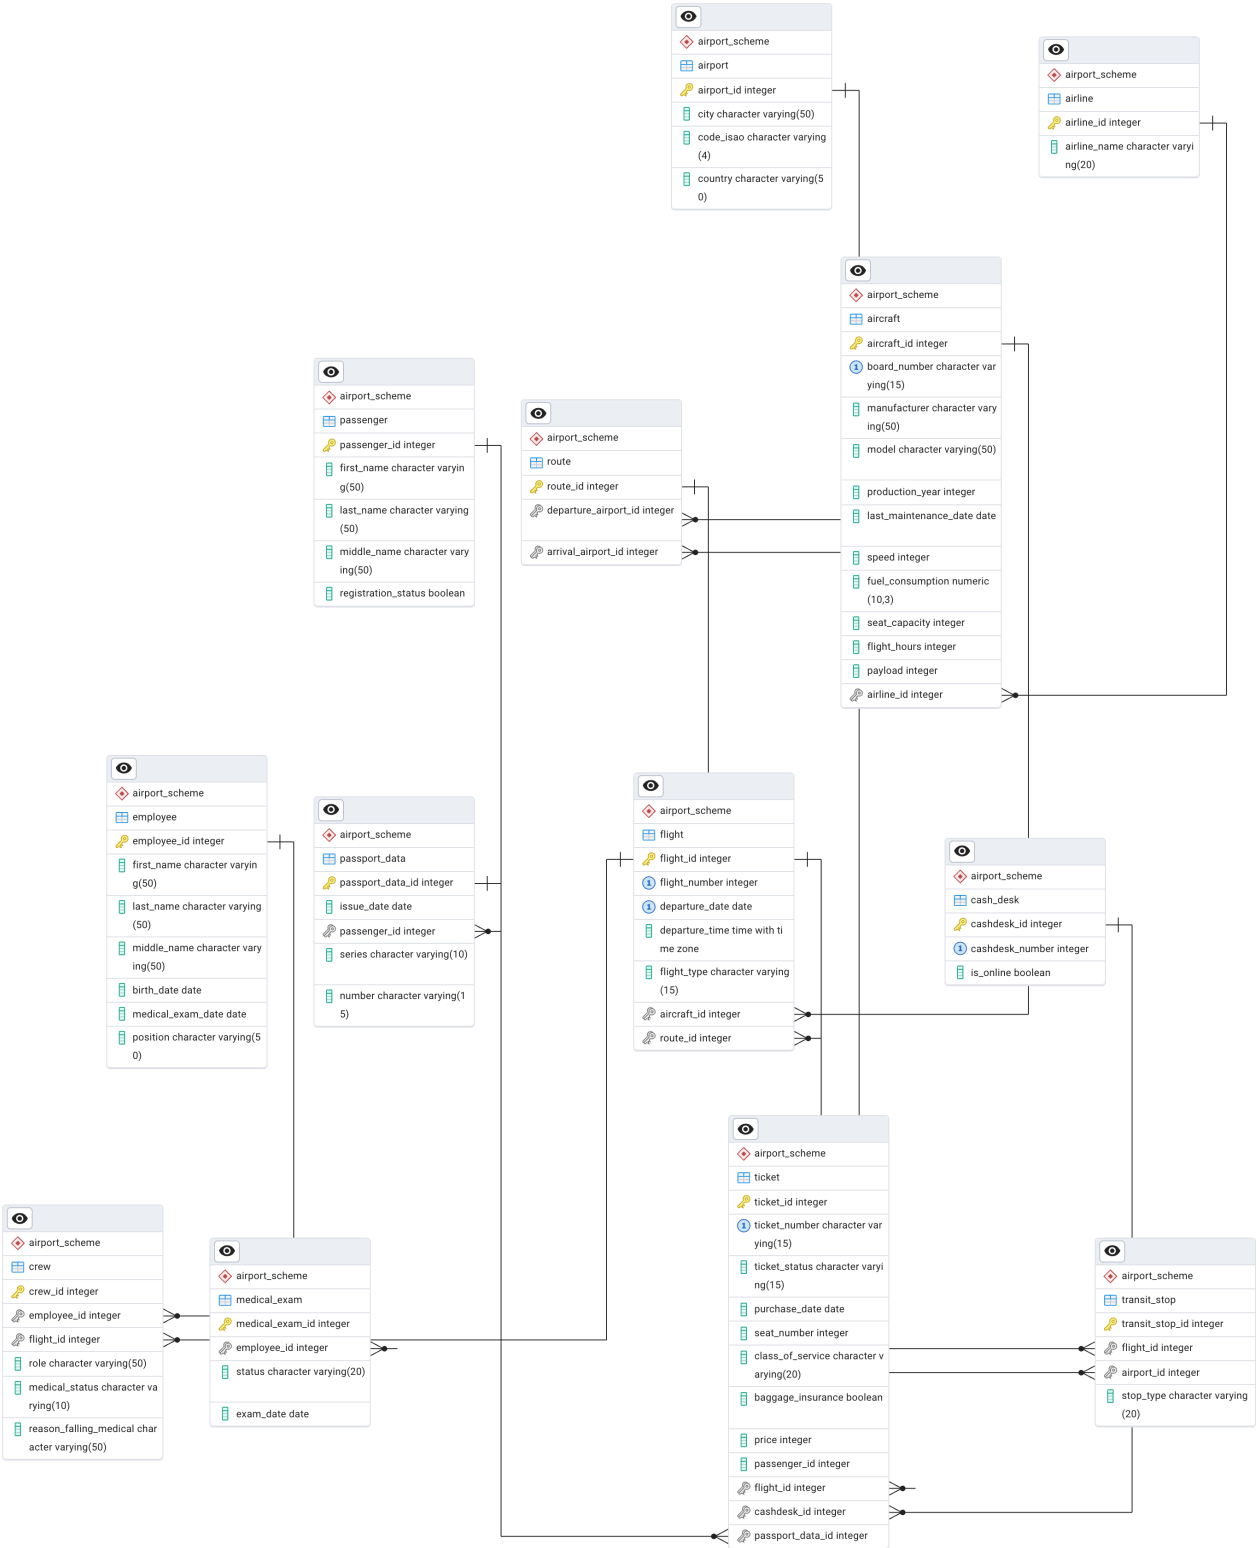 airport_scheme
airport
airport_id integer
city character varying(50)
code_isao character varying
(4)
country character varying(5
0)
airport_scheme
airline
airline_id integer
airline_name character varyi
ng(20)
airport_scheme
aircraft
aircraft_id integer
1 board_number character var
ying(15)
manufacturer character vary
ing(50)
model character varying(50)
production_year integer
last_maintenance_date date
speed integer
fuel_consumption numeric
(10,3)
seat_capacity integer
flight_hours integer
payload integer
airline_id integer
airport_scheme
passenger
passenger_id integer
first_name character varyin
g(50)
last_name character varying
(50)
middle_name character vary
ing(50)
registration_status boolean
airport_scheme
route
route_id integer
departure_airport_id integer
arrival_airport_id integer
airport_scheme
employee
employee_id integer
first_name character varyin
g(50)
last_name character varying
(50)
middle_name character vary
ing(50)
birth_date date
medical_exam_date date
position character varying(5
0)
airport_scheme
passport_data
passport_data_id integer
issue_date date
passenger_id integer
series character varying(10)
number character varying(1
5)
airport_scheme
flight
flight_id integer
1 flight_number integer
1 departure_date date
departure_time time with ti
me zone
flight_type character varying
(15)
aircraft_id integer
route_id integer
airport_scheme
cash_desk
cashdesk_id integer
1 cashdesk_number integer
is_online boolean
airport_scheme
crew
crew_id integer
employee_id integer
flight_id integer
role character varying(50)
medical_status character va
rying(10)
reason_falling_medical char
acter varying(50)
airport_scheme
medical_exam
medical_exam_id integer
employee_id integer
status character varying(20)
exam_date date
airport_scheme
ticket
ticket_id integer
1 ticket_number character var
ying(15)
ticket_status character varyi
ng(15)
purchase_date date
seat_number integer
class_of_service character v
arying(20)
baggage_insurance boolean
price integer
passenger_id integer
flight_id integer
cashdesk_id integer
passport_data_id integer
airport_scheme
transit_stop
transit_stop_id integer
flight_id integer
airport_id integer
stop_type character varying
(20)